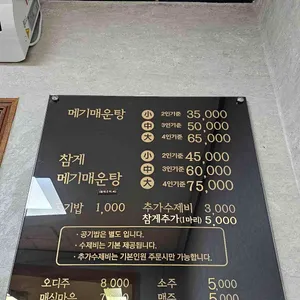 메기매운탕 小 2인기준 35,000
中 3인기준 50,000
大 4인기준 65,000
참게 小 2인기준 45,000
메기매운탕 中 3인기준 60,000
大 4인기준 75,000
공기밥 1,000 추가수제비 3,000
참게추가(1마리) 5,000
· 공기밥은 별도 입니다.
· 수제비는 기본 제공됩니다.
· 추가수제비는 기본인원 주문시만 가능합니다.
오디주 8,000 소주 5,000
매실마을 맥주 5,000